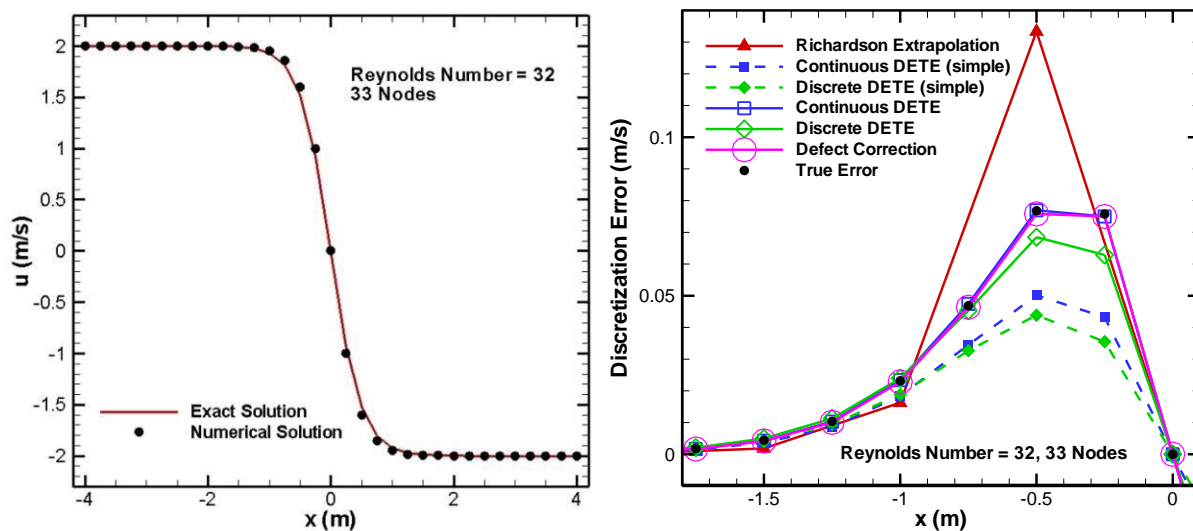 2
1.5
1
0.5
0
-0.5
-1
-1.5
-2
u (m/s)
Reynolds Number = 32
33 Nodes
Exact Solution
Numerical Solution
-4
-2
0
2
4
x (m)
0.1
0.05
0
Discretization Error (m/s)
Richardson Extrapolation
Continuous DETE (simple)
Discrete DETE (simple)
Continuous DETE
Discrete DETE
Defect Correction
True Error
Reynolds Number = 32, 33 Nodes
-1.5
-1
-0.5
0
x (m)